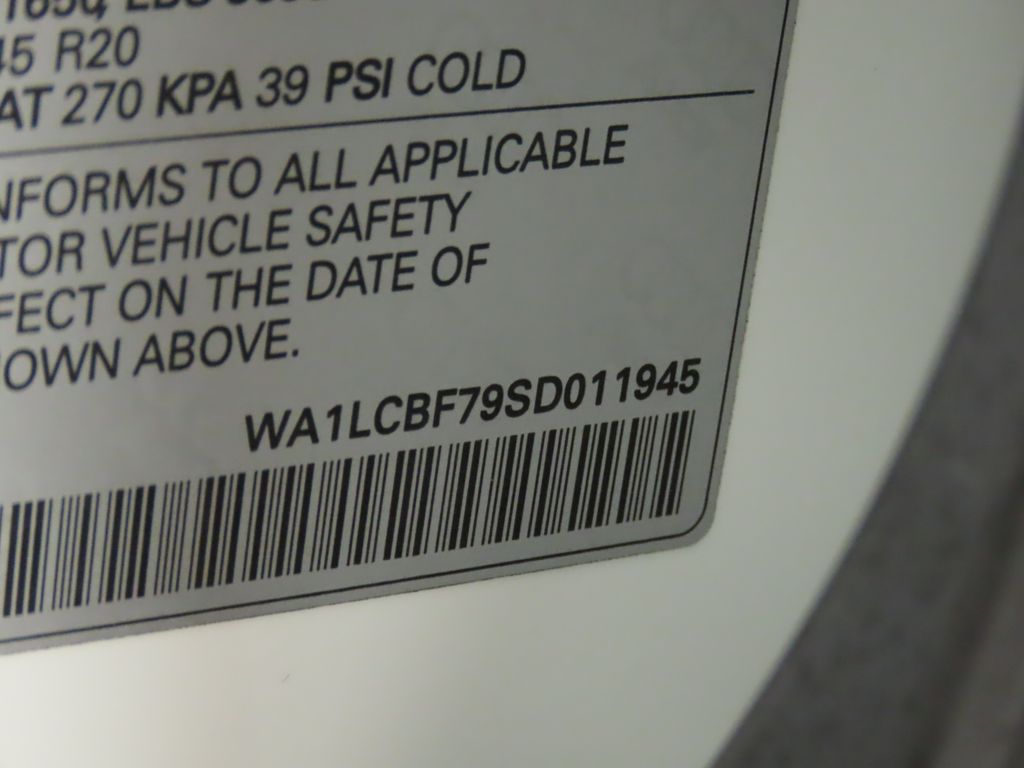 45 R20
AT 270 KPA 39 PSI COLD
NFORMS TO ALL APPLICABLE
TOR VEHICLE SAFETY
FECT ON THE DATE OF
OWN ABOVE.
WA1LCBF79SD011945